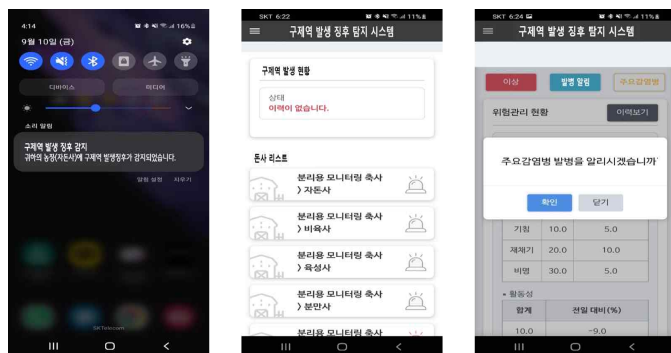 4:14
16%
9월 10일 (금)
디바이스
미디어
소리 알림
구제역 발생 징후 감지
귀하의 농장(자돈사)에 구제역 발생징후가 감지되었습니다.
알림 설정
지우기
SKTelecom
SKT 6:22
11%
구제역 발생 징후 탐지 시스템
구제역 발생 현황
상태
이력이 없습니다.
돈사 리스트
분리용 모니터링 축사
> 자돈사
분리용 모니터링 축사
> 비육사
분리용 모니터링 축사
> 육성사
분리용 모니터링 축사
> 분만사
분리용 모니터링 축사
SKT 6:24
11%
구제역 발생 징후 탐지 시스템
이상
발병 알림
주요감염병
위험관리 현황
이력보기
주요감염병 발병을 알리시겠습니까
확인
닫기
기침 10.0 5.0
재채기 20.0 10.0
비명 30.0 5.0
• 활동성
합계 전일 대비(%)
10.0 -9.0